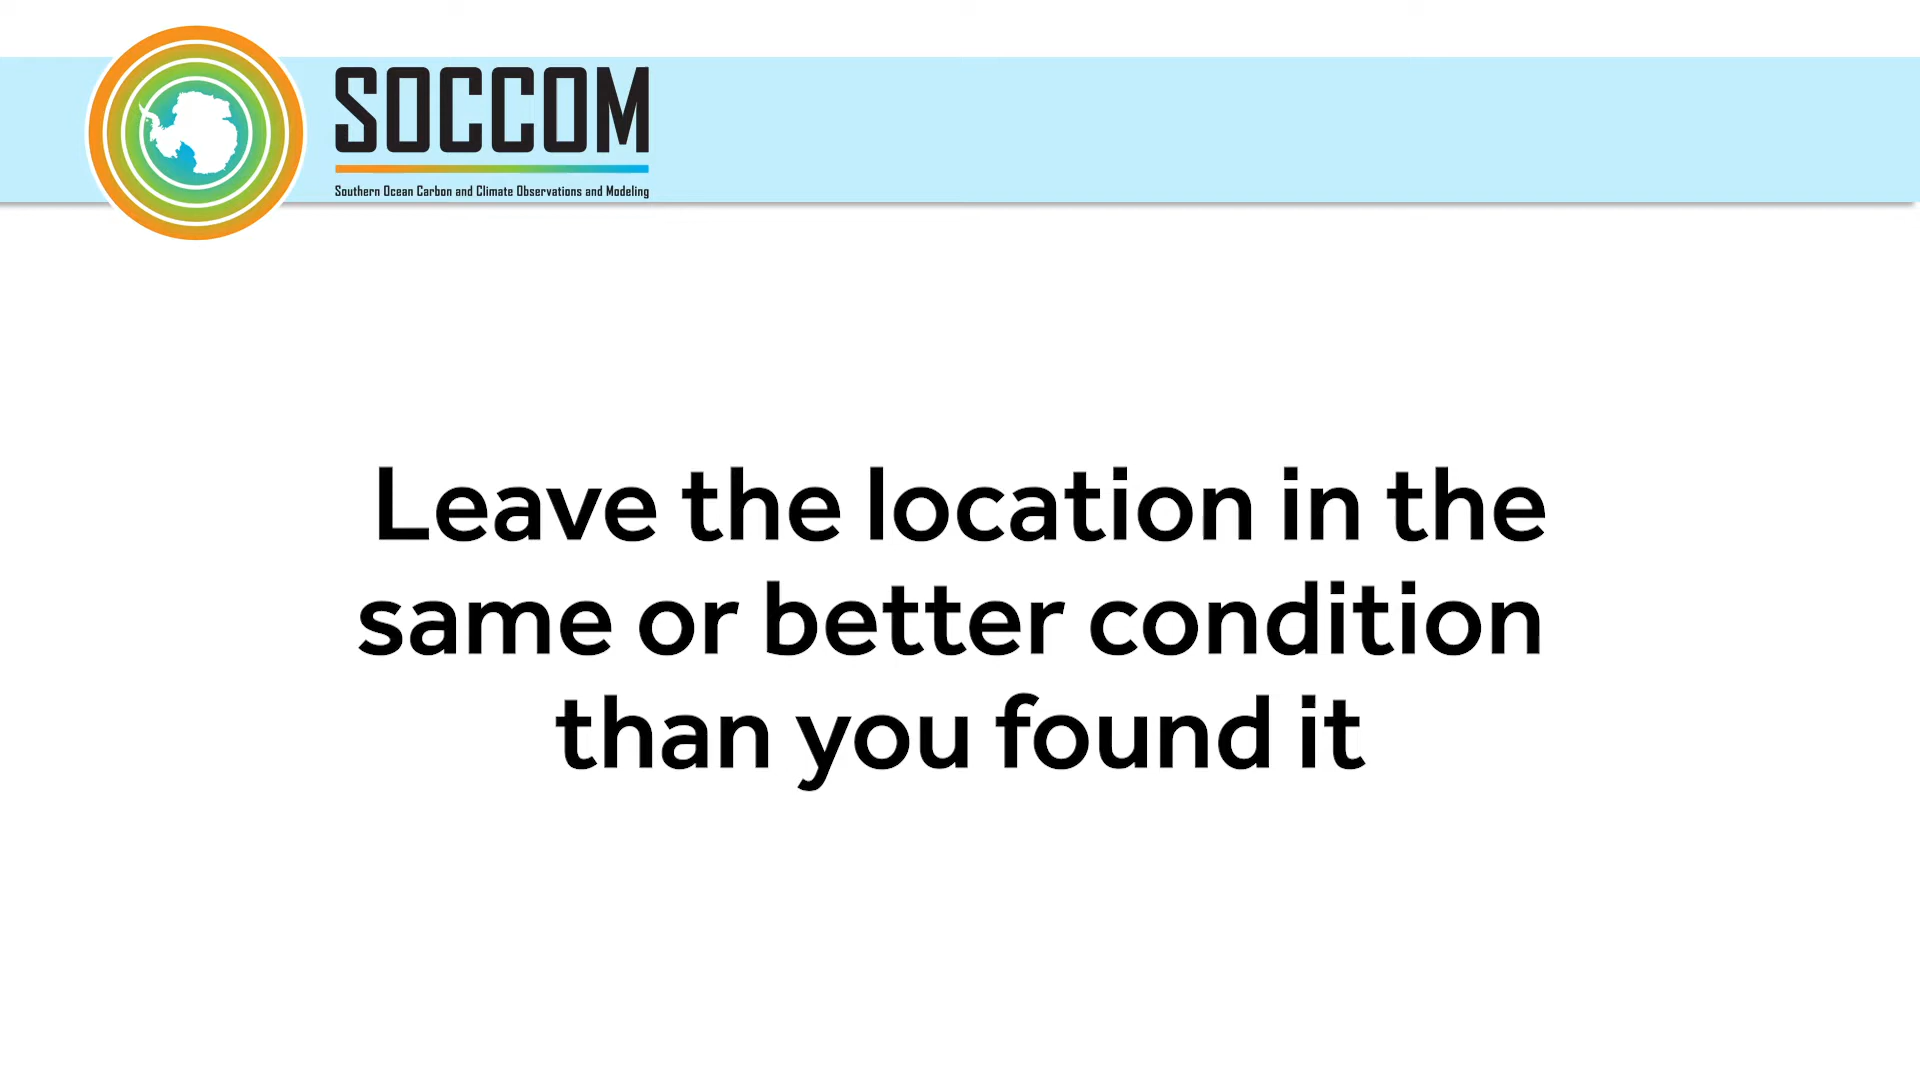 SOCCOM
Southern Ocean Carbon and Climate Observations and Modeling
Leave the location in the
same or better condition
than you found it